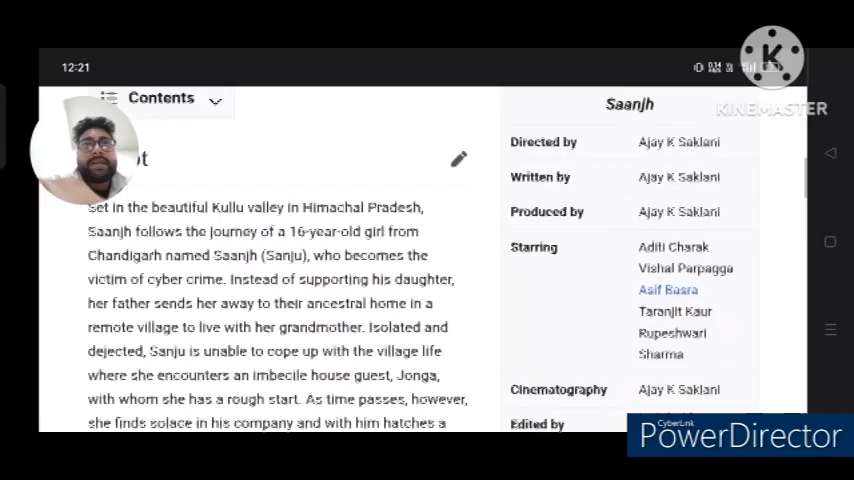 12:21
KINEMASTER
Contents
Saanjh
Directed by Ajay K Saklani
Written by Ajay K Saklani
Produced by Ajay K Saklani
Starring Aditi Charak
Vishal Parpagga
Asif Basra
Taranjit Kaur
Rupeshwari
Sharma
Cinematography Ajay K Saklani
Edited by
Set in the beautiful Kullu valley in Himachal Pradesh,
Saanjh follows the journey of a 16-year-old girl from
Chandigarh named Saanjh (Sanju), who becomes the
victim of cyber crime. Instead of supporting his daughter,
her father sends her away to their ancestral home in a
remote village to live with her grandmother. Isolated and
dejected, Sanju is unable to cope up with the village life
where she encounters an imbecile house guest, Jonga,
with whom she has a rough start. As time passes, however,
she finds solace in his company and with him hatches a
CyberLink
PowerDirector